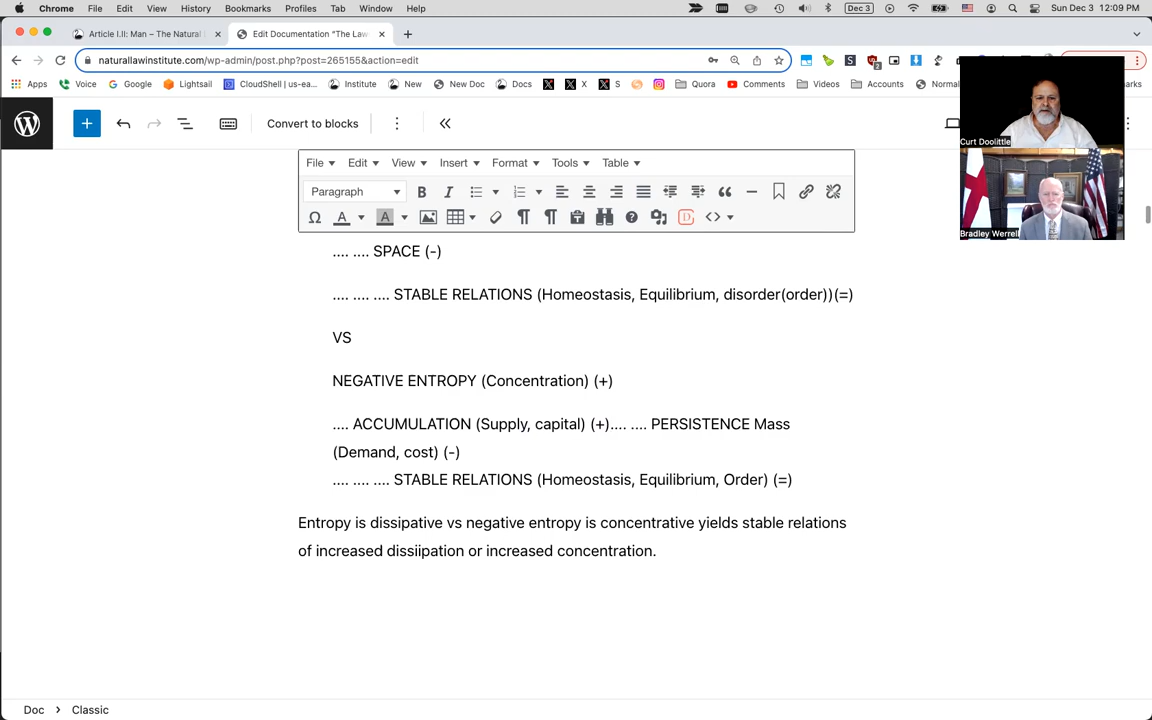 Chrome File Edit View History Bookmarks Profiles Tab Window Help Dec 3 Sun Dec 3 12:09 PM
Article I.II: Man – The Natural Edit Documentation “The Law
naturallawinstitute.com/wp-admin/post.php?post=265155&action=edit
Apps Voice Google Lightsail CloudShell | us-ea... Institute New New Doc Docs X S Quora Comments Videos Accounts Normal marks
Convert to blocks
Curt Doolittle
Bradley Werrell
File Edit View Insert Format Tools Table
Paragraph B I
.... .... SPACE (-)
.... .... .... STABLE RELATIONS (Homeostasis, Equilibrium, disorder(order))(=)
VS
NEGATIVE ENTROPY (Concentration) (+)
.... ACCUMULATION (Supply, capital) (+).... .... PERSISTENCE Mass
(Demand, cost) (-)
.... .... .... STABLE RELATIONS (Homeostasis, Equilibrium, Order) (=)
Entropy is dissipative vs negative entropy is concentrative yields stable relations
of increased dissiipation or increased concentration.
Doc > Classic